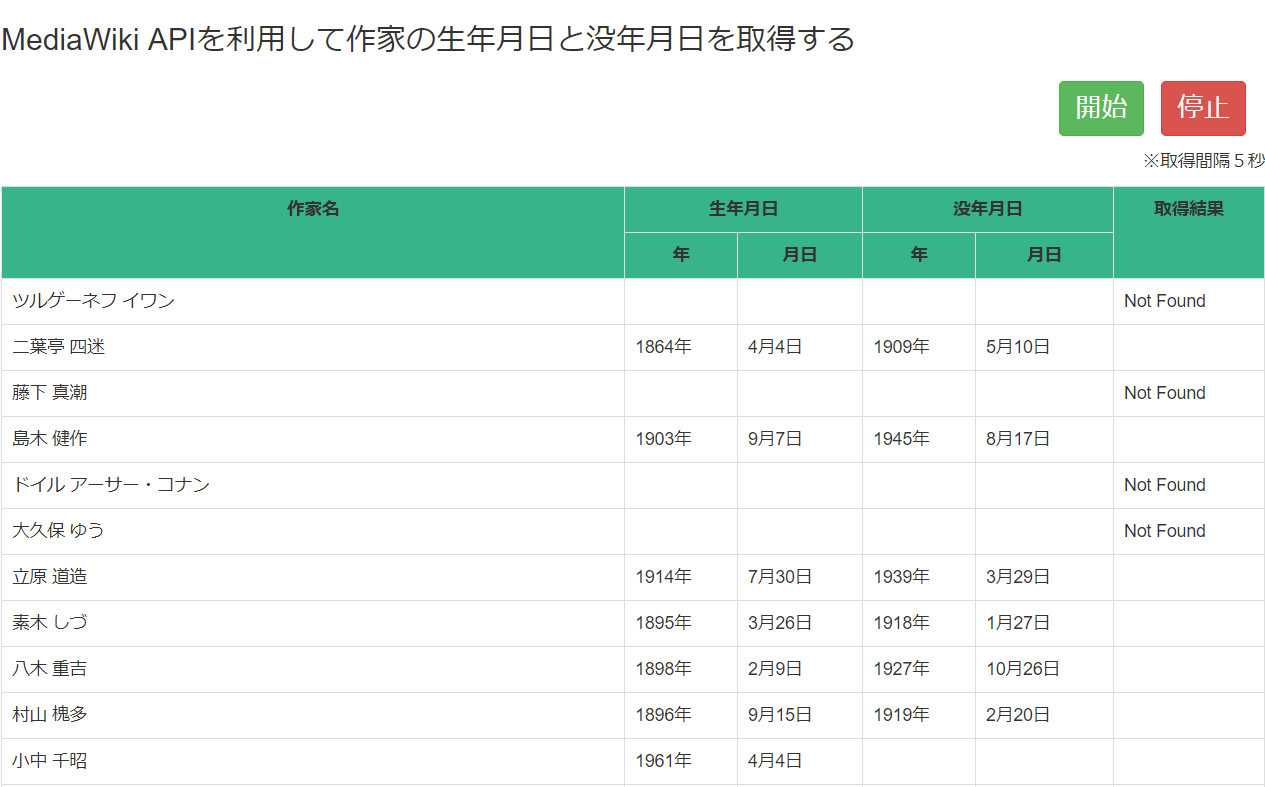 MediaWiki APIを利用して作家の生年月日と没年月日を取得する
開始 停止
※取得間隔５秒
作家名 生年月日 没年月日 取得結果
年 月日 年 月日
ツルゲーネフ イワン Not Found
二葉亭 四迷 1864年 4月4日 1909年 5月10日
藤下 真潮 Not Found
島木 健作 1903年 9月7日 1945年 8月17日
ドイル アーサー・コナン Not Found
大久保 ゆう Not Found
立原 道造 1914年 7月30日 1939年 3月29日
素木 しづ 1895年 3月26日 1918年 1月27日
八木 重吉 1898年 2月9日 1927年 10月26日
村山 槐多 1896年 9月15日 1919年 2月20日
小中 千昭 1961年 4月4日